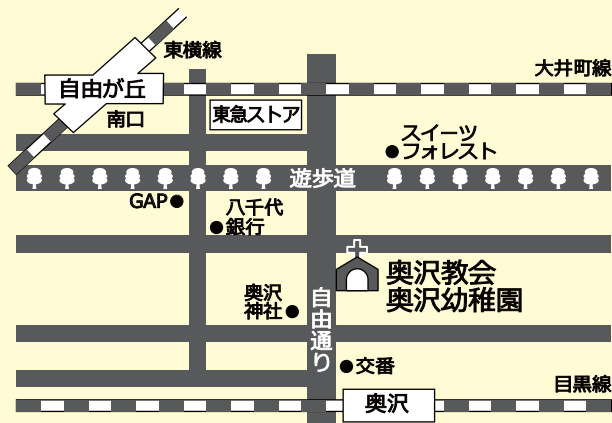 東横線
大井町線
自由が丘
南口
東急ストア
スイーツ
フォレスト
遊歩道
GAP
八千代
銀行
奥沢教会
奥沢幼稚園
奥沢
神社
自由通り
交番
目黒線
奥沢